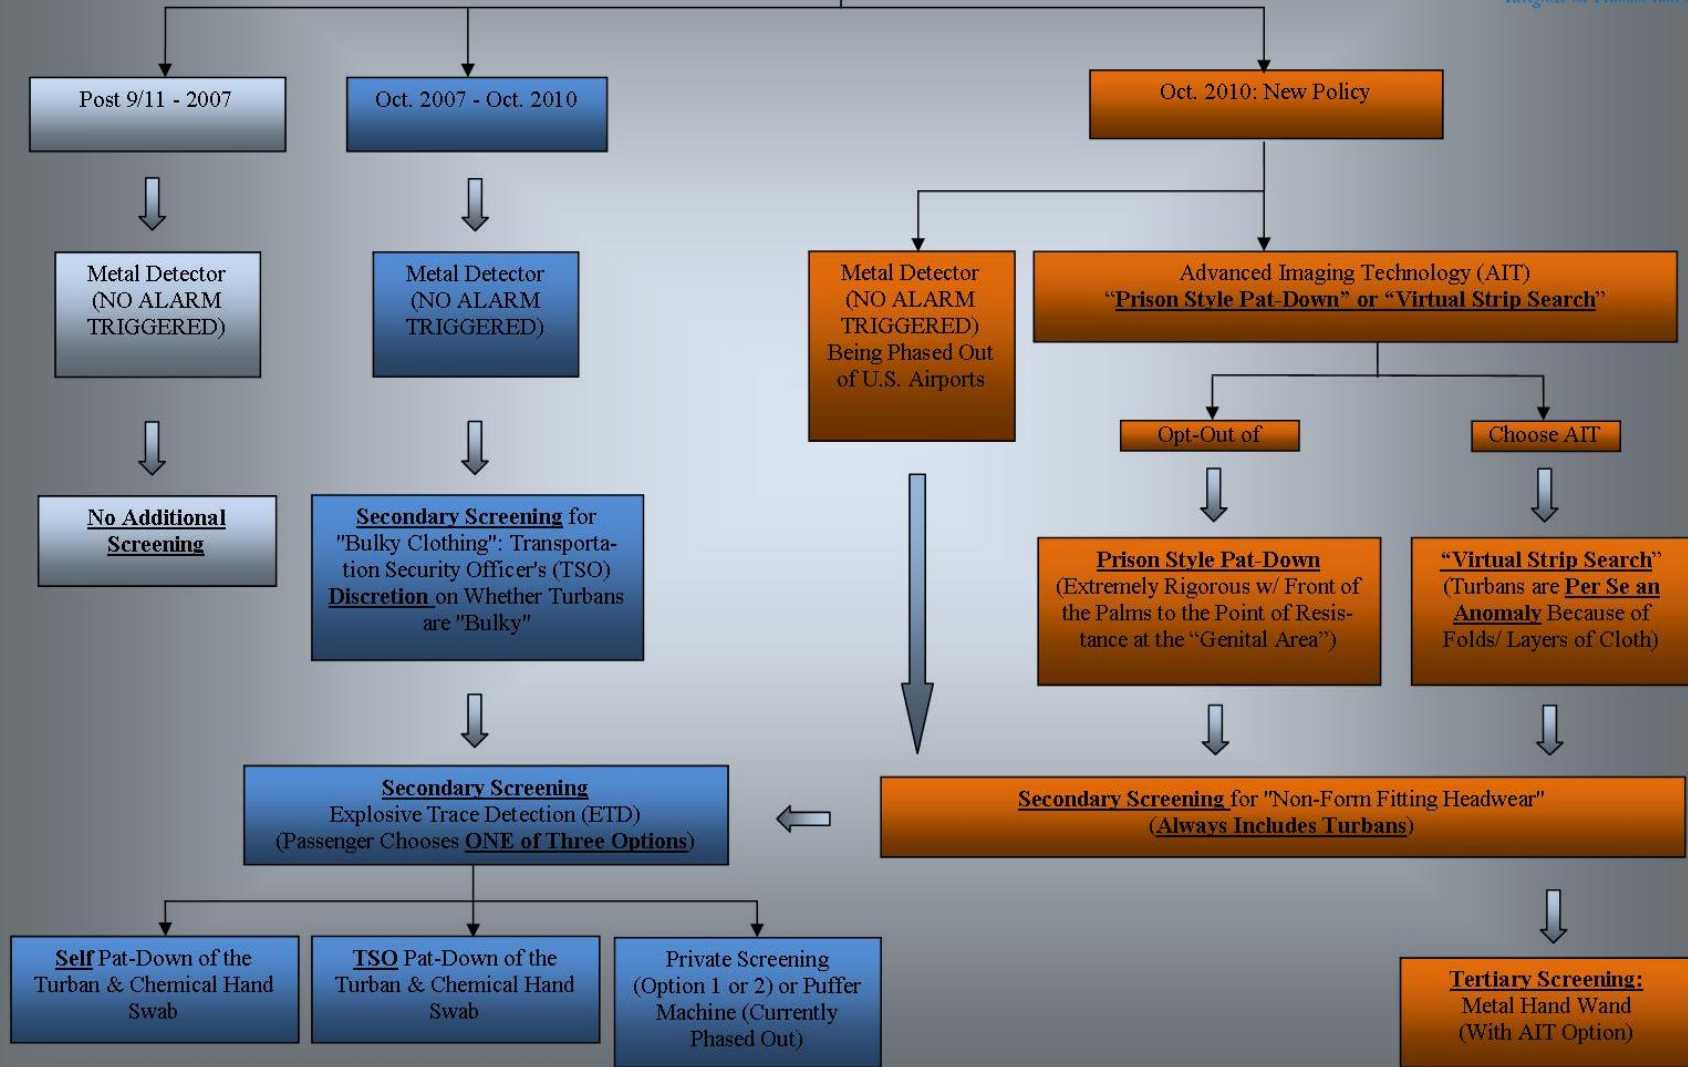 Post 9/11 - 2007
Oct. 2007 - Oct. 2010
Oct. 2010: New Policy
Metal Detector
(NO ALARM
TRIGGERED)
Metal Detector
(NO ALARM
TRIGGERED)
Metal Detector
(NO ALARM
TRIGGERED)
Being Phased Out
of U.S. Airports
Advanced Imaging Technology (AIT)
“Prison Style Pat-Down” or “Virtual Strip Search”
Opt-Out of
Choose AIT
No Additional
Screening
Secondary Screening for
"Bulky Clothing": Transporta-
tion Security Officer's (TSO)
Discretion on Whether Turbans
are "Bulky"
Prison Style Pat-Down
(Extremely Rigorous w/ Front of
the Palms to the Point of Resis-
tance at the “Genital Area”)
“Virtual Strip Search”
(Turbans are Per Se an
Anomaly Because of
Folds/ Layers of Cloth)
Secondary Screening
Explosive Trace Detection (ETD)
(Passenger Chooses ONE of Three Options)
Secondary Screening for "Non-Form Fitting Headwear"
(Always Includes Turbans)
Self Pat-Down of the
Turban & Chemical Hand
Swab
TSO Pat-Down of the
Turban & Chemical Hand
Swab
Private Screening
(Option 1 or 2) or Puffer
Machine (Currently
Phased Out)
Tertiary Screening:
Metal Hand Wand
(With AIT Option)